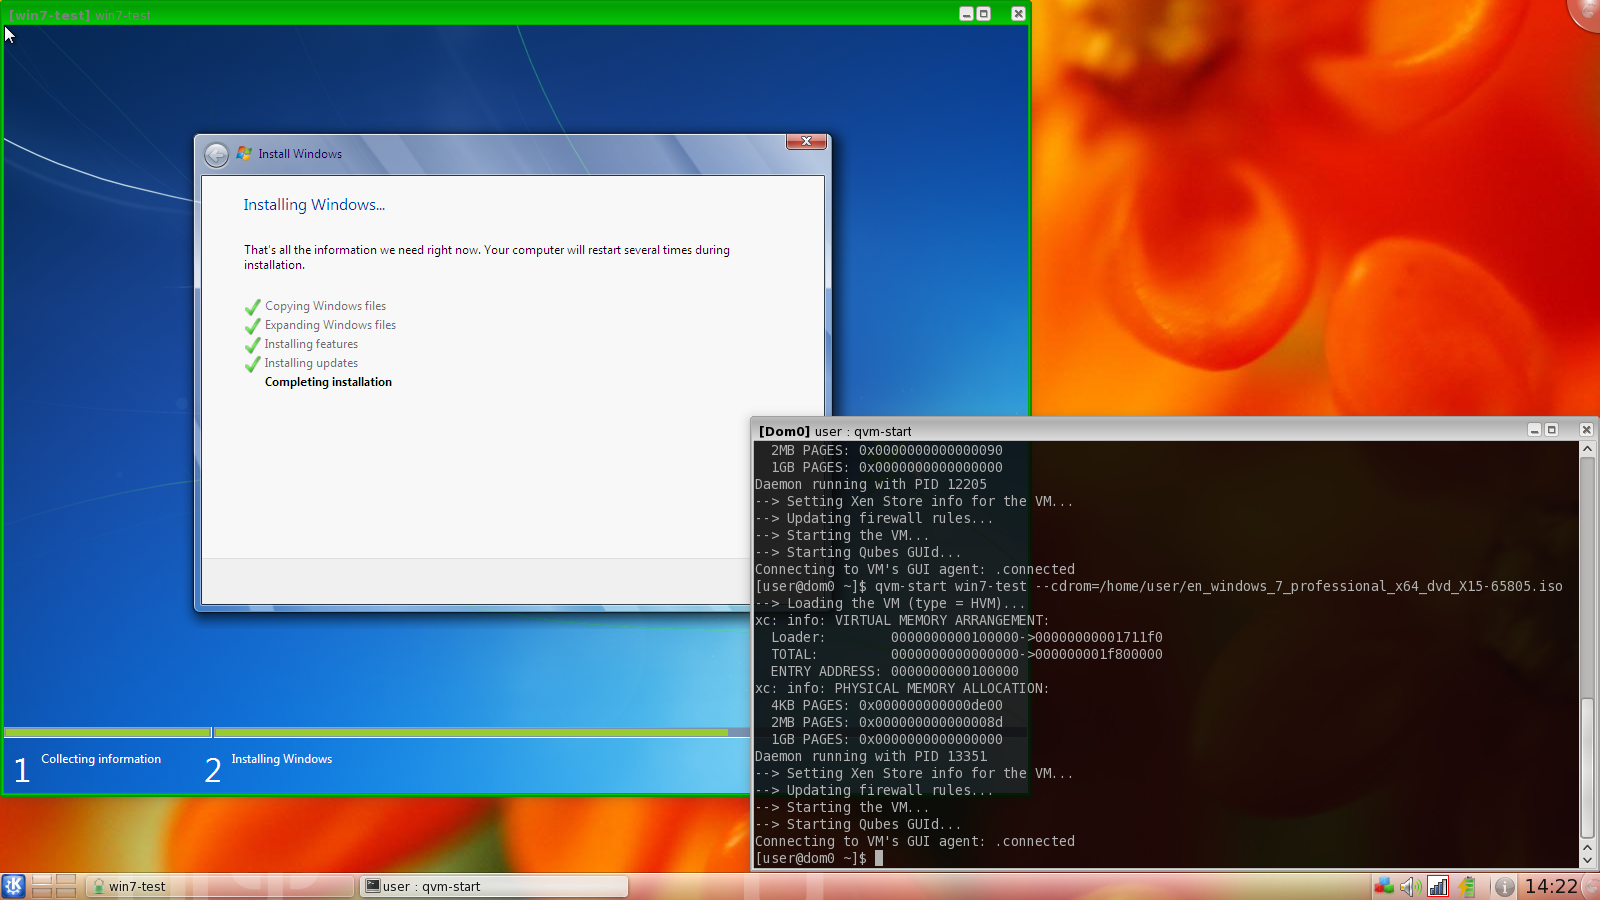 [win7-test] win7-test
Install Windows
Installing Windows...
That's all the information we need right now. Your computer will restart several times during
installation.
Copying Windows files
Expanding Windows files
Installing features
Installing updates
Completing installation
1 Collecting information
2 Installing Windows
[Dom0] user : qvm-start
2MB PAGES: 0x0000000000000090
1GB PAGES: 0x0000000000000000
Daemon running with PID 12205
--> Setting Xen Store info for the VM...
--> Updating firewall rules...
--> Starting the VM...
--> Starting Qubes GUId...
Connecting to VM's GUI agent: .connected
[user@dom0 ~]$ qvm-start win7-test --cdrom=/home/user/en_windows_7_professional_x64_dvd_X15-65805.iso
--> Loading the VM (type = HVM)...
xc: info: VIRTUAL MEMORY ARRANGEMENT:
Loader: 0000000000100000->00000000001711f0
TOTAL: 0000000000000000->000000001f800000
ENTRY ADDRESS: 0000000000100000
xc: info: PHYSICAL MEMORY ALLOCATION:
4KB PAGES: 0x000000000000de00
2MB PAGES: 0x000000000000008d
1GB PAGES: 0x0000000000000000
Daemon running with PID 13351
--> Setting Xen Store info for the VM...
--> Updating firewall rules...
--> Starting the VM...
--> Starting Qubes GUId...
Connecting to VM's GUI agent: .connected
[user@dom0 ~]$
win7-test
user : qvm-start
14:22